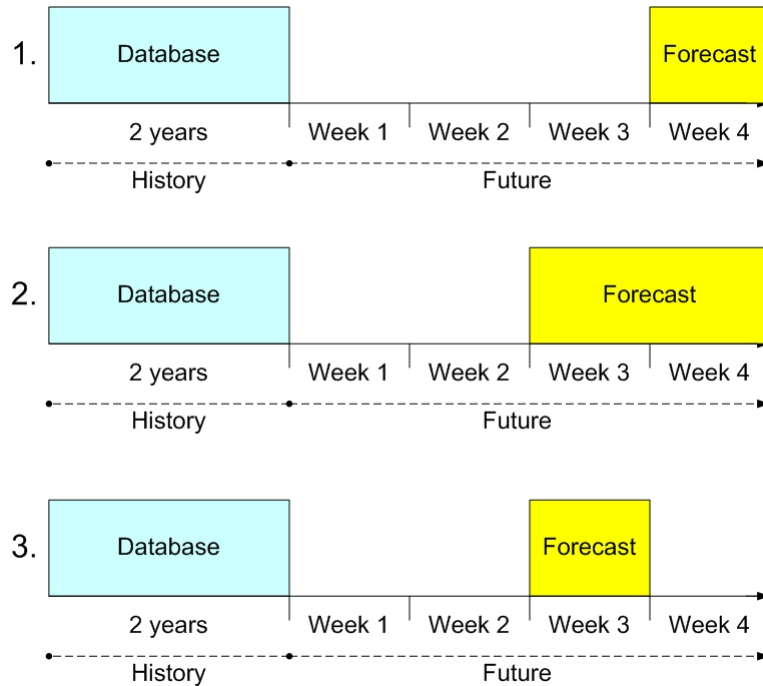 1.
Database
Forecast
2 years Week 1 Week 2 Week 3 Week 4
History Future
2.
Database
Forecast
2 years Week 1 Week 2 Week 3 Week 4
History Future
3.
Database
Forecast
2 years Week 1 Week 2 Week 3 Week 4
History Future